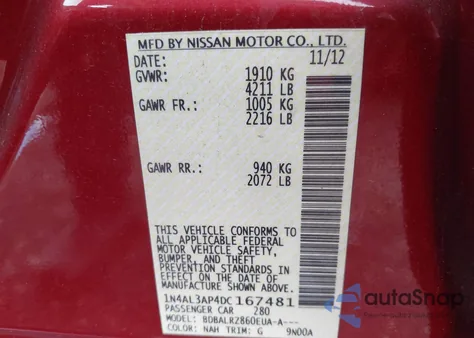 MFD BY NISSAN MOTOR CO., LTD.
DATE: 11/12
GVWR: 1910 KG
4211 LB
GAWR FR.: 1005 KG
2216 LB
GAWR RR.: 940 KG
2072 LB
THIS VEHICLE CONFORMS TO
ALL APPLICABLE FEDERAL
MOTOR VEHICLE SAFETY,
BUMPER, AND THEFT
PREVENTION STANDARDS IN
EFFECT ON THE DATE OF
MANUFACTURE SHOWN ABOVE.
1N4AL3AP4DC167481
PASSENGER CAR 280
MODEL: BDBALRZ860EUA-A---
COLOR: NAH TRIM: G 9N00A
autoSnap